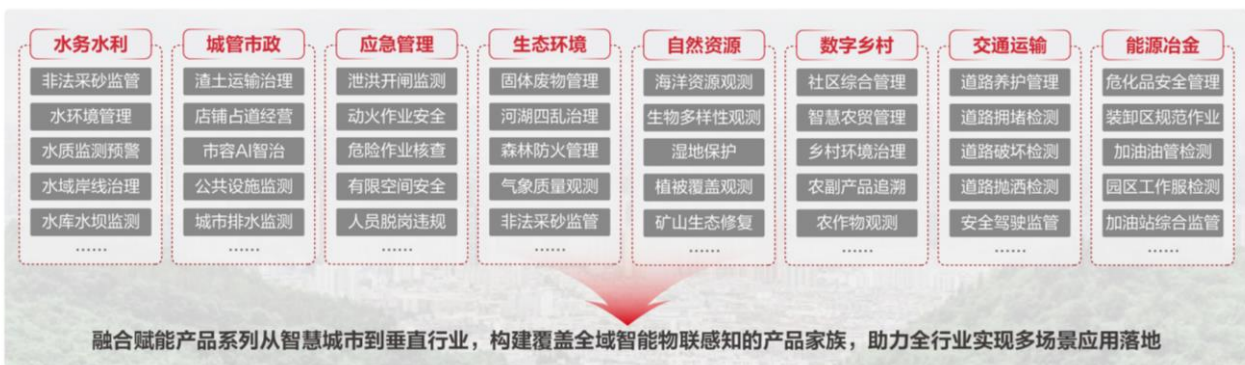 水务水利
非法采砂监管
水环境管理
水质监测预警
水域岸线治理
水库水坝监测
......
城管市政
渣土运输治理
店铺占道经营
市容AI智治
公共设施监测
城市排水监测
......
应急管理
泄洪开闸监测
动火作业安全
危险作业核查
有限空间安全
人员脱岗违规
......
生态环境
固体废物管理
河湖四乱治理
森林防火管理
气象质量观测
非法采砂监管
......
自然资源
海洋资源观测
生物多样性观测
湿地保护
植被覆盖观测
矿山生态修复
......
数字乡村
社区综合管理
智慧农贸管理
乡村环境治理
农副产品追溯
农作物观测
......
交通运输
道路养护管理
道路拥堵检测
道路破坏检测
道路抛洒检测
安全驾驶监管
......
能源冶金
危化品安全管理
装卸区规范作业
加油油管检测
园区工作服检测
加油站综合监管
......
融合赋能产品系列从智慧城市到垂直行业，构建覆盖全域智能物联感知的产品家族，助力全行业实现多场景应用落地